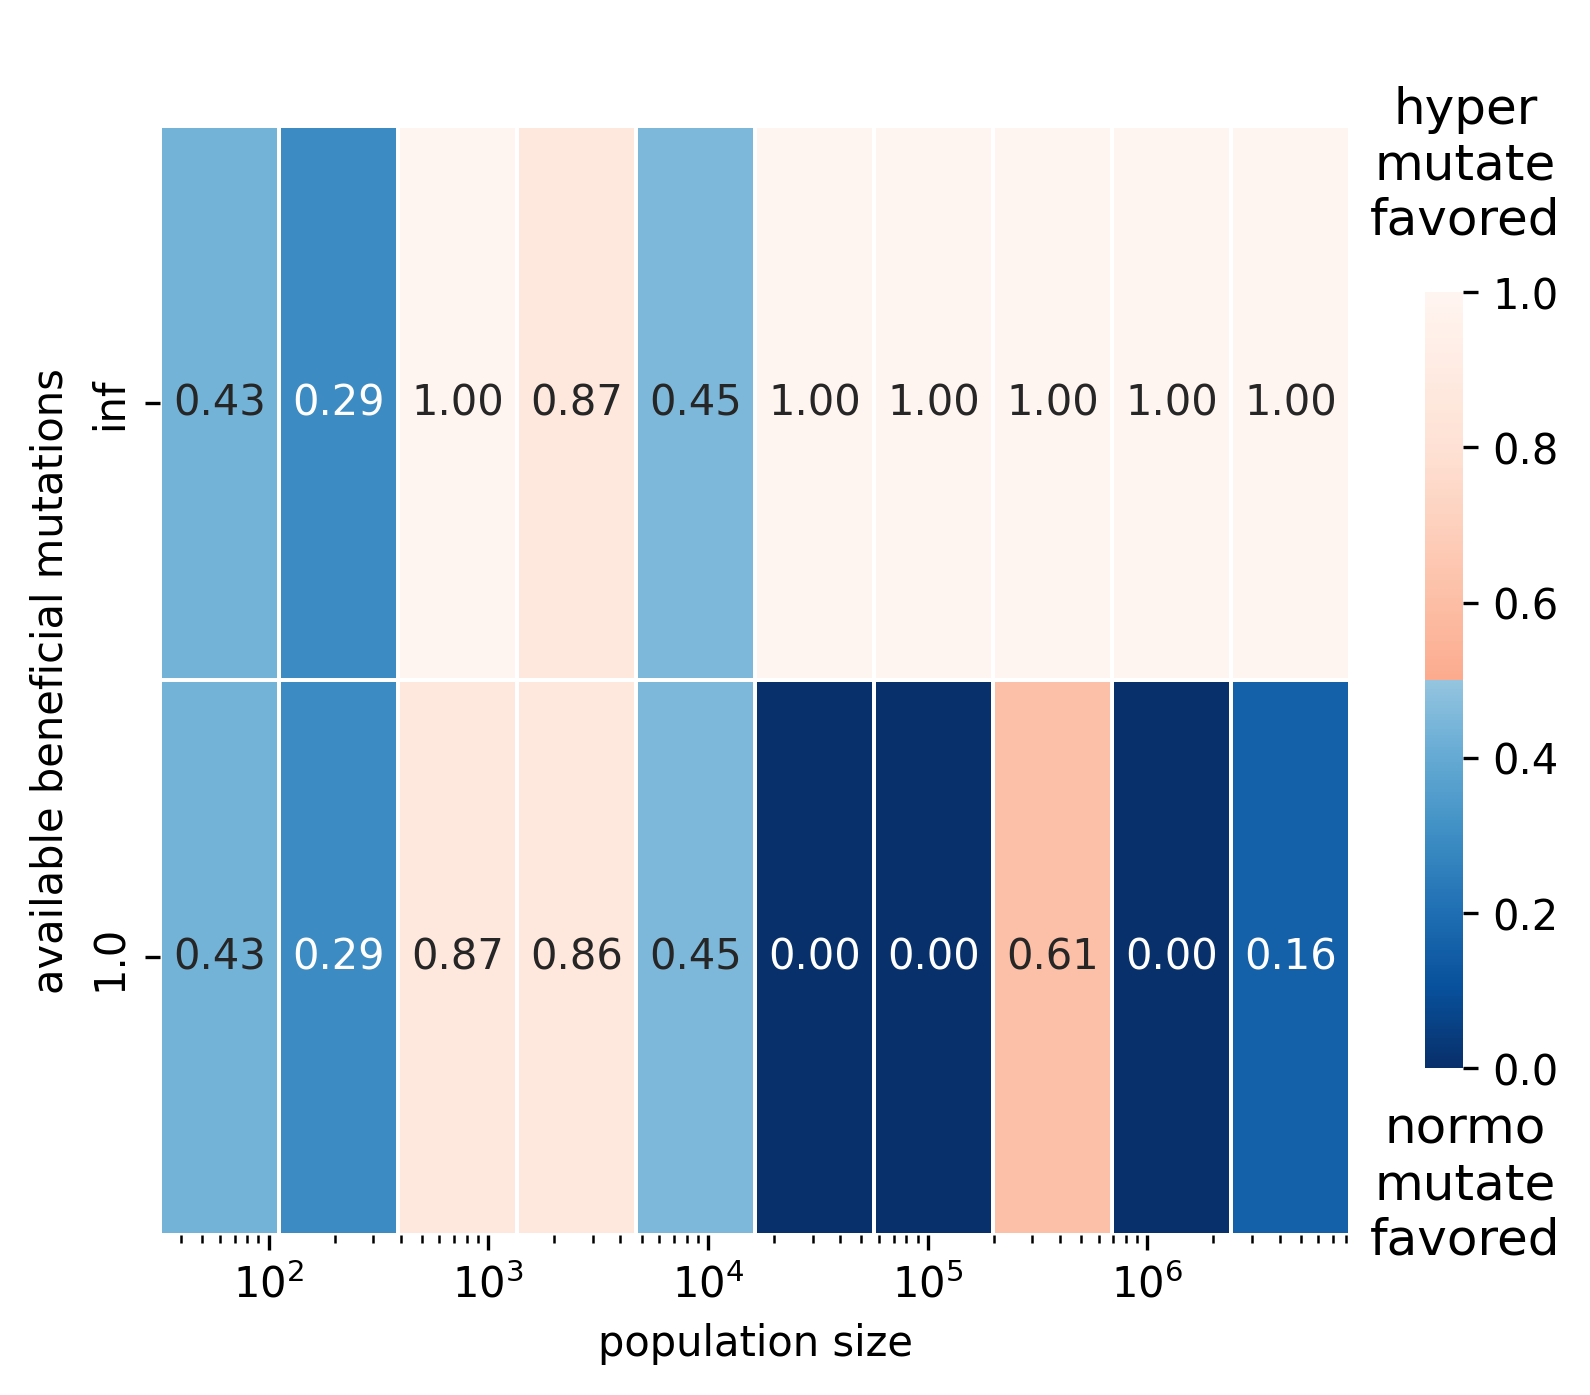 hyper
mutate
favored
available beneficial mutations
inf
0.43 0.29 1.00 0.87 0.45 1.00 1.00 1.00 1.00 1.00
1.0
0.43 0.29 0.87 0.86 0.45 0.00 0.00 0.61 0.00 0.16
1.0
0.8
0.6
0.4
0.2
0.0
normo
mutate
favored
10² 10³ 10⁴ 10⁵ 10⁶
population size